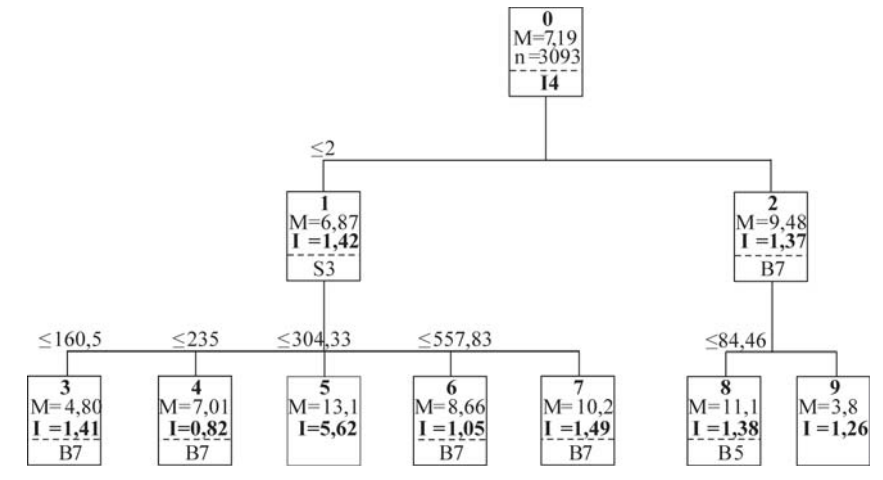 0
M=7,19
n=3093
I4
≤2
1
M=6,87
I =1,42
S3
2
M=9,48
I =1,37
B7
≤160,5
≤235
≤304,33
≤557,83
≤84,46
3
M=4,80
I =1,41
B7
4
M=7,01
I=0,82
B7
5
M=13,1
I=5,62
6
M=8,66
I =1,05
B7
7
M=10,2
I =1,49
B7
8
M=11,1
I =1,38
B5
9
M=3,8
I =1,26